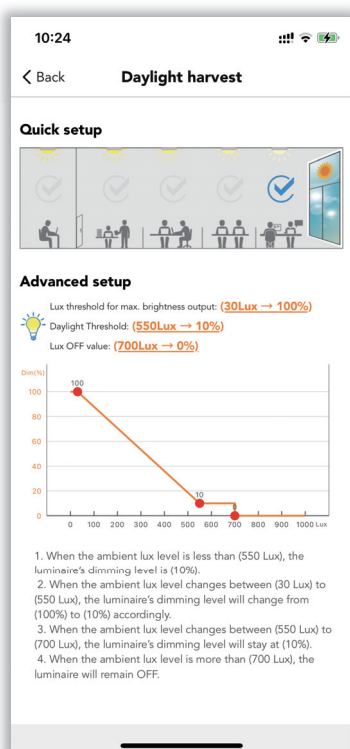 10:24
Back
Daylight harvest
Quick setup
Advanced setup
Lux threshold for max. brightness output: (30Lux → 100%)
Daylight Threshold: (550Lux → 10%)
Lux OFF value: (700Lux → 0%)
Dim(%)
100
100
80
60
40
20
10
0
0
0 100 200 300 400 500 600 700 800 900 1000 Lux
1. When the ambient lux level is less than (550 Lux), the
luminaire's dimming level is (10%).
2. When the ambient lux level changes between (30 Lux) to
(550 Lux), the luminaire's dimming level will change from
(100%) to (10%) accordingly.
3. When the ambient lux level changes between (550 Lux) to
(700 Lux), the luminaire's dimming level will stay at (10%).
4. When the ambient lux level is more than (700 Lux), the
luminaire will remain OFF.